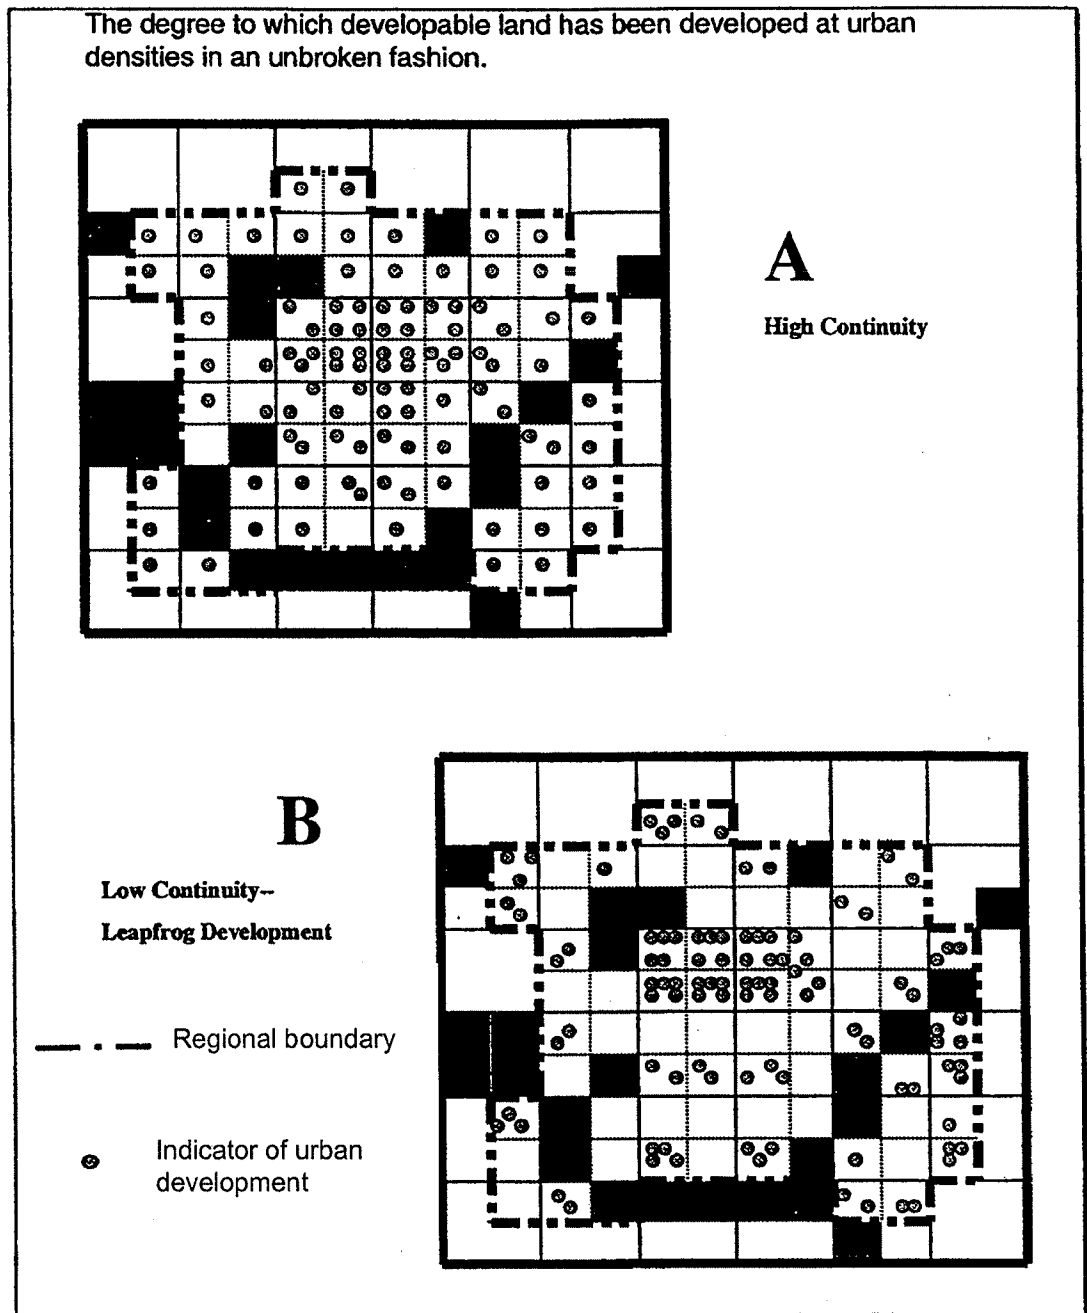 The degree to which developable land has been developed at urban
densities in an unbroken fashion.
A
High Continuity
B
Low Continuity--
Leapfrog Development
Regional boundary
Indicator of urban
development